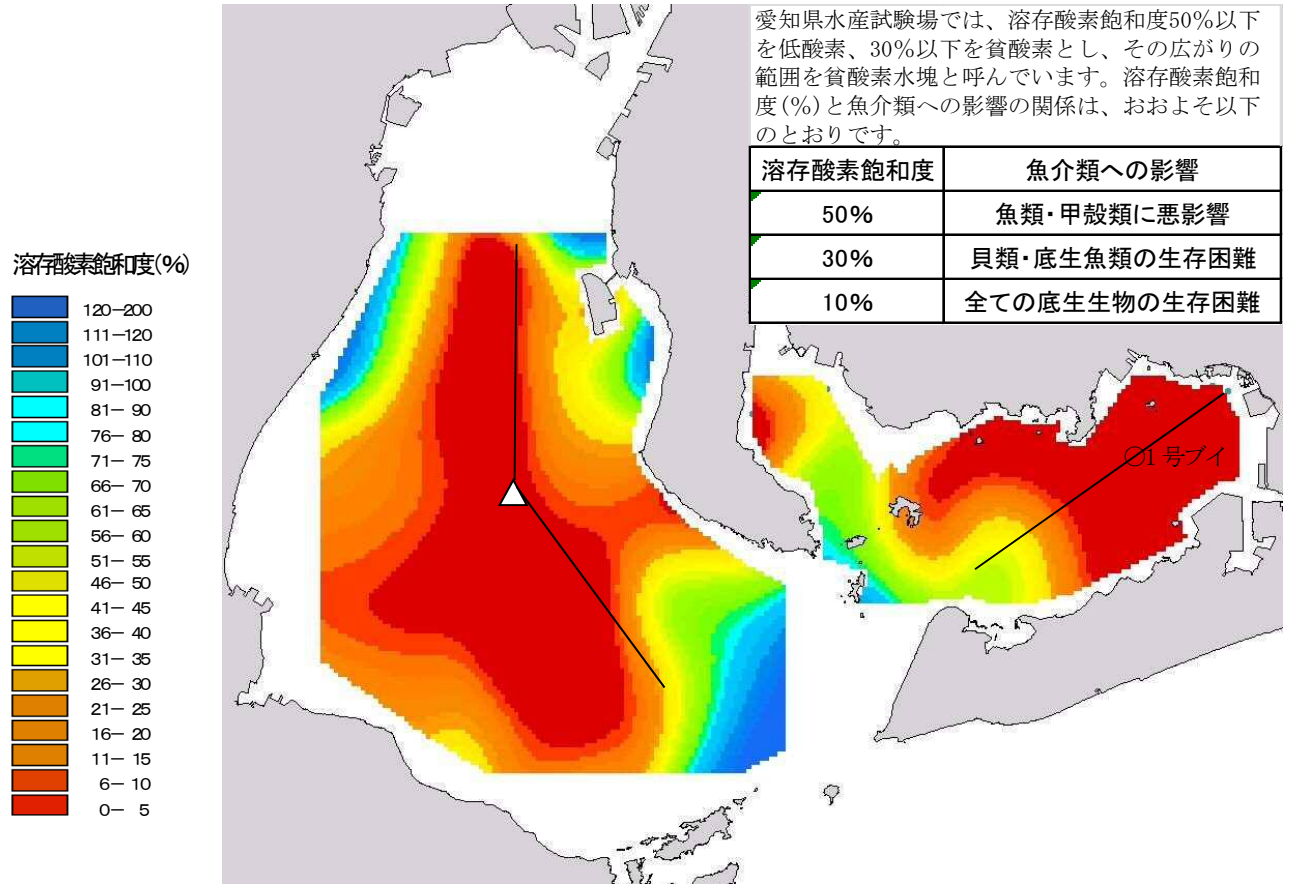 愛知県水産試験場では、溶存酸素飽和度50%以下
を低酸素、30%以下を貧酸素とし、その広がりの
範囲を貧酸素水塊と呼んでいます。溶存酸素飽和
度(%)と魚介類への影響の関係は、おおよそ以下
のとおりです。
溶存酸素飽和度 魚介類への影響
50% 魚類・甲殻類に悪影響
30% 貝類・底生魚類の生存困難
10% 全ての底生生物の生存困難
溶存酸素飽和度(%)
120-200
111-120
101-110
91-100
81- 90
76- 80
71- 75
66- 70
61- 65
56- 60
51- 55
46- 50
41- 45
36- 40
31- 35
26- 30
21- 25
16- 20
11- 15
6- 10
0- 5
○1号ブイ